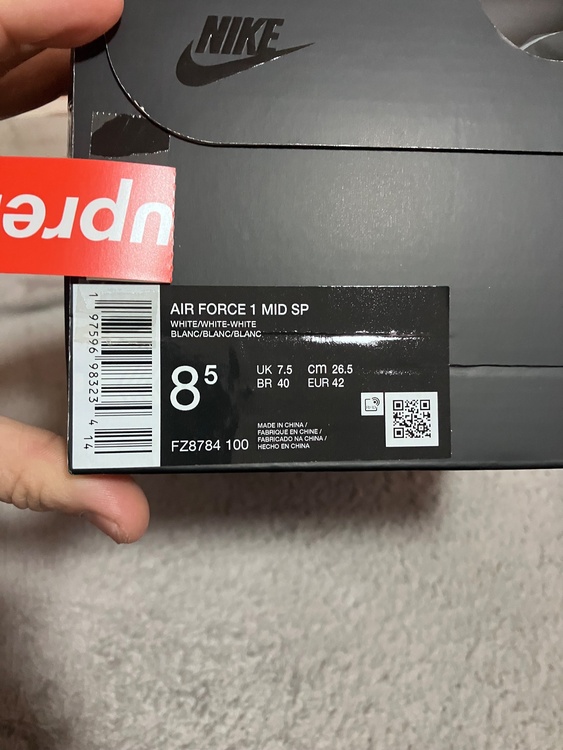 NIKE
upre
AIR FORCE 1 MID SP
WHITE/WHITE-WHITE
BLANC/BLANC/BLANC
8 5
UK 7.5 cm 26.5
BR 40 EUR 42
MADE IN CHINA /
FABRIQUE EN CHINE /
FABRICADO NA CHINA /
HECHO EN CHINA
FZ8784 100
1 97596 98323 4 14